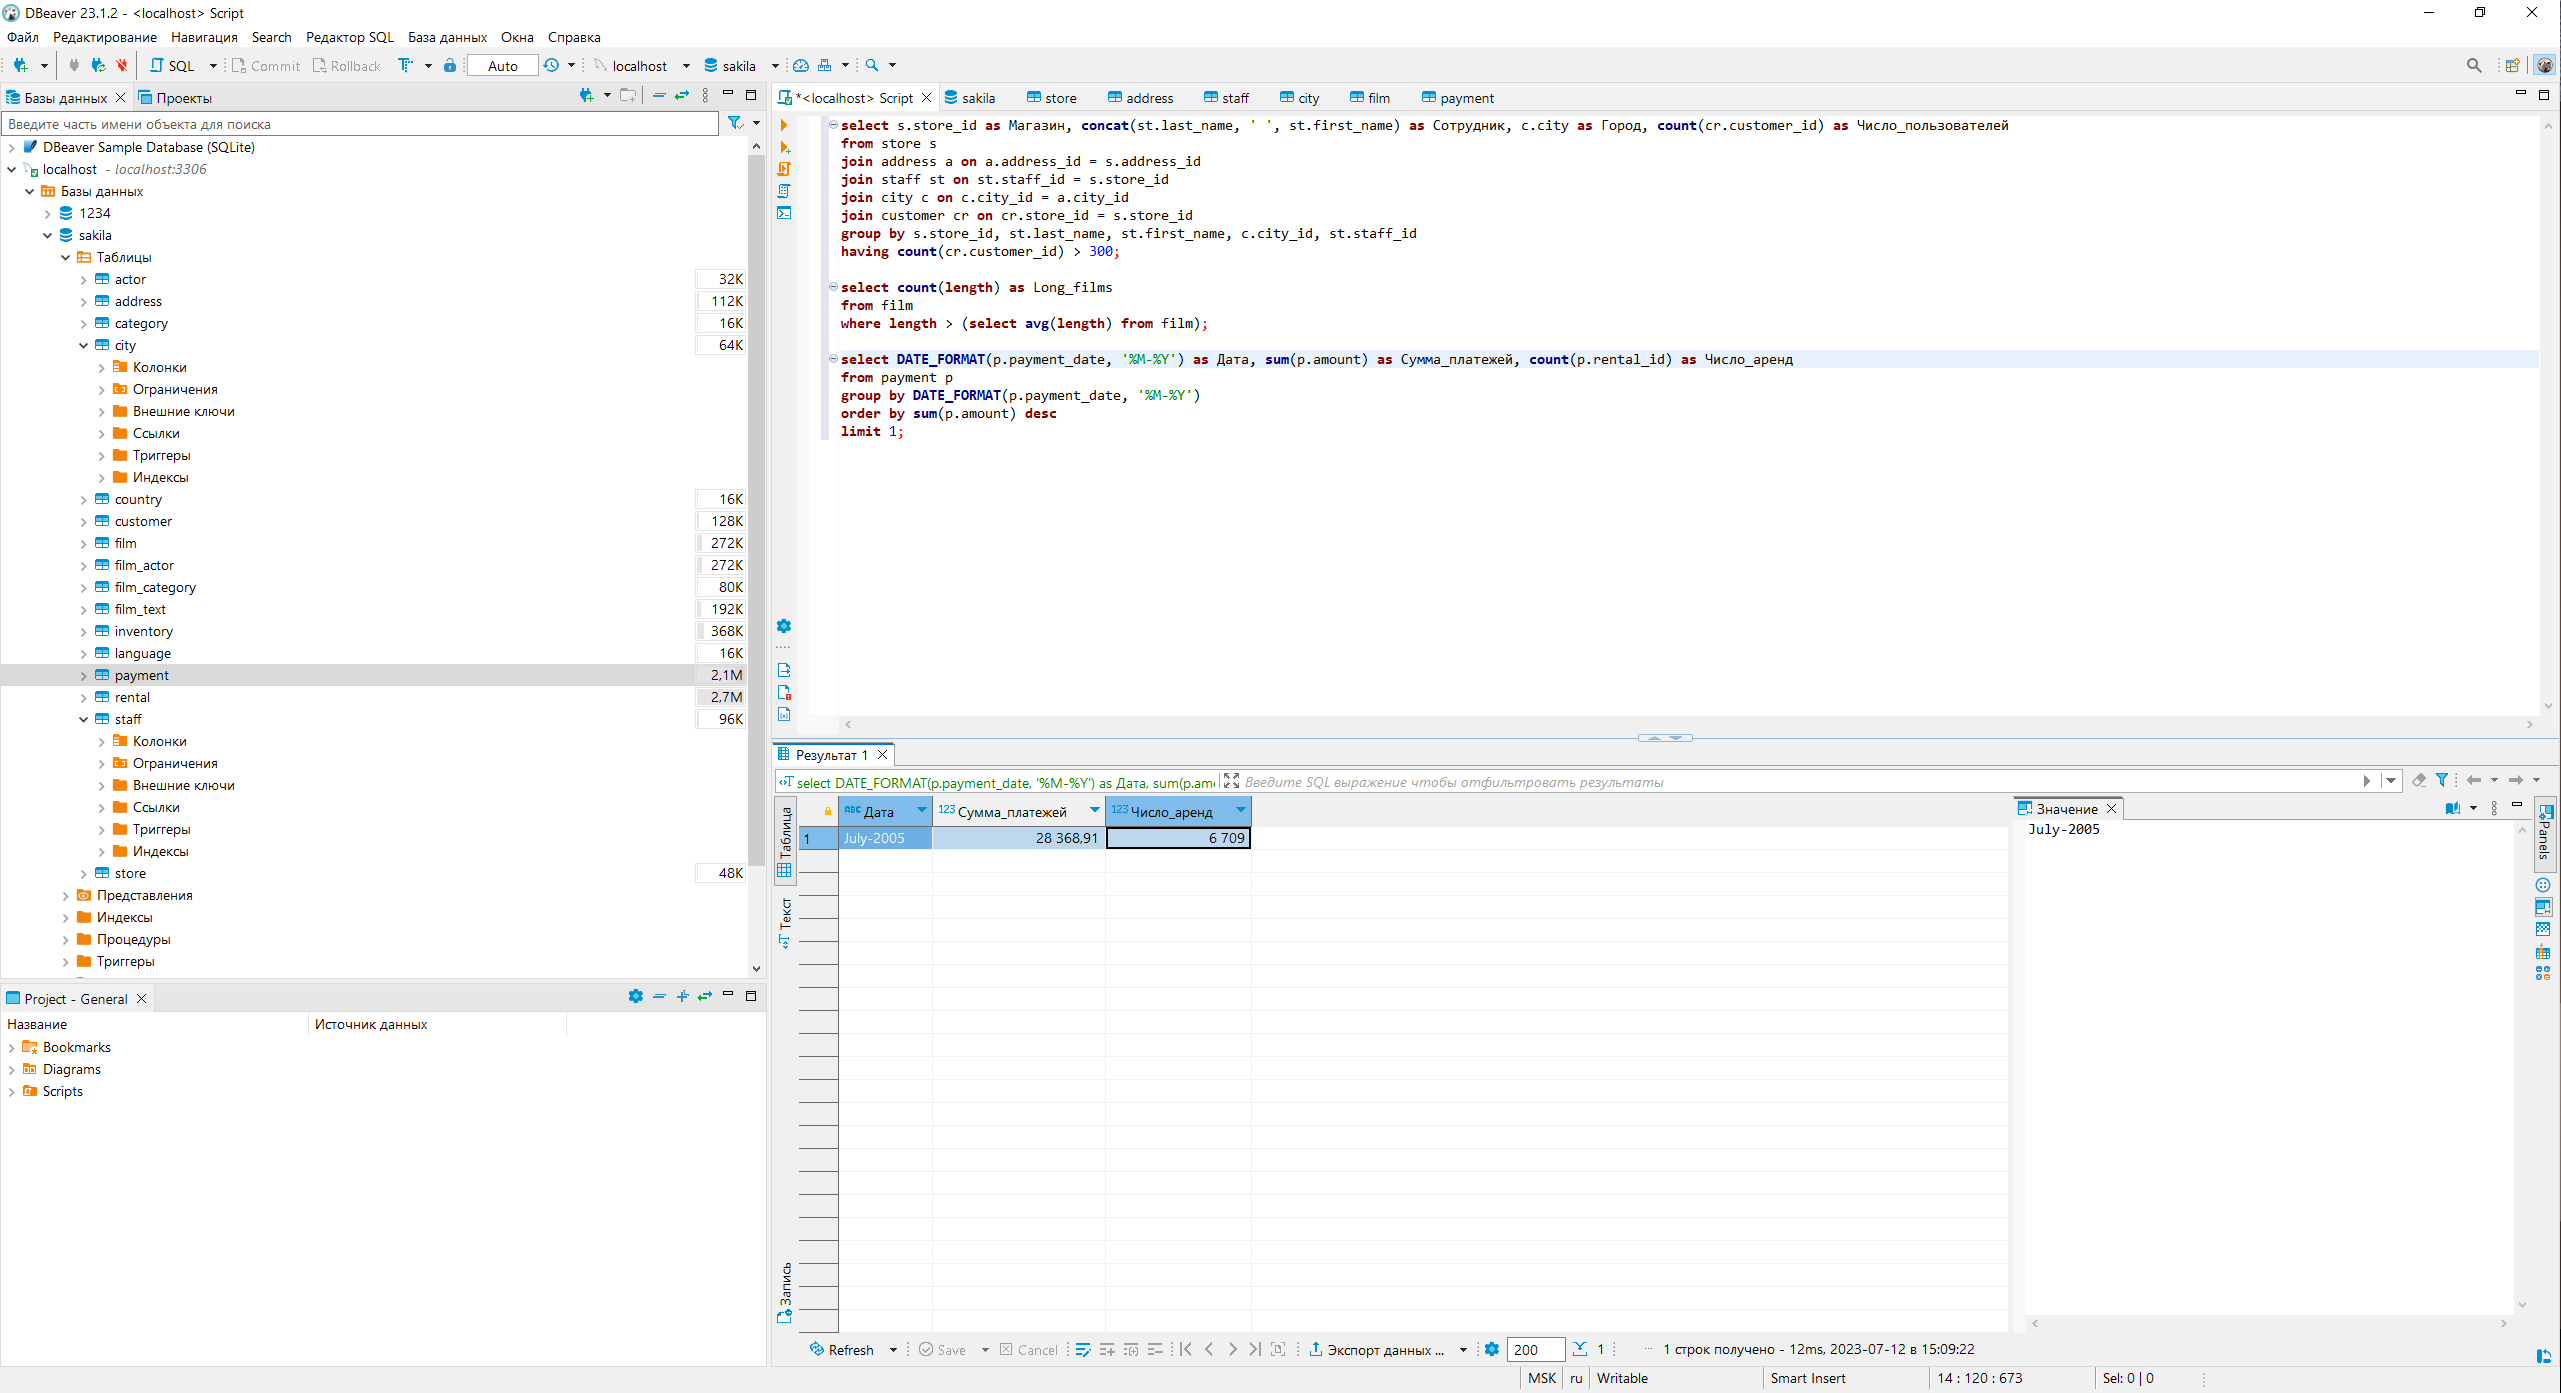 DBeaver 23.1.2 - <localhost> Script
Файл Редактирование Навигация Search Редактор SQL База данных Окна Справка
SQL Commit Rollback Auto localhost sakila
Базы данных Проекты
Введите часть имени объекта для поиска
DBeaver Sample Database (SQLite)
localhost - localhost:3306
Базы данных
1234
sakila
Таблицы
actor 32K
address 112K
category 16K
city 64K
Колонки
Ограничения
Внешние ключи
Ссылки
Триггеры
Индексы
country 16K
customer 128K
film 272K
film_actor 272K
film_category 80K
film_text 192K
inventory 368K
language 16K
payment 2,1M
rental 2,7M
staff 96K
Колонки
Ограничения
Внешние ключи
Ссылки
Триггеры
Индексы
store 48K
Представления
Индексы
Процедуры
Триггеры
Project - General
Название Источник данных
Bookmarks
Diagrams
Scripts
*<localhost> Script sakila store address staff city film payment
select s.store_id as Магазин, concat(st.last_name, ' ', st.first_name) as Сотрудник, c.city as Город, count(cr.customer_id) as Число_пользователей
from store s
join address a on a.address_id = s.address_id
join staff st on st.staff_id = s.store_id
join city c on c.city_id = a.city_id
join customer cr on cr.store_id = s.store_id
group by s.store_id, st.last_name, st.first_name, c.city_id, st.staff_id
having count(cr.customer_id) > 300;
select count(length) as Long_films
from film
where length > (select avg(length) from film);
select DATE_FORMAT(p.payment_date, '%M-%Y') as Дата, sum(p.amount) as Сумма_платежей, count(p.rental_id) as Число_аренд
from payment p
group by DATE_FORMAT(p.payment_date, '%M-%Y')
order by sum(p.amount) desc
limit 1;
Результат 1
select DATE_FORMAT(p.payment_date, '%M-%Y') as Дата, sum(p.am Введите SQL выражение чтобы отфильтровать результаты
Таблица
Текст
Запись
ABC Дата 123 Сумма_платежей 123 Число_аренд
1 July-2005 28 368,91 6 709
Значение
July-2005
Panels
Refresh Save Cancel Экспорт данных ... 200 1 ... 1 строк получено - 12ms, 2023-07-12 в 15:09:22
MSK ru Writable Smart Insert 14 : 120 : 673 Sel: 0 | 0